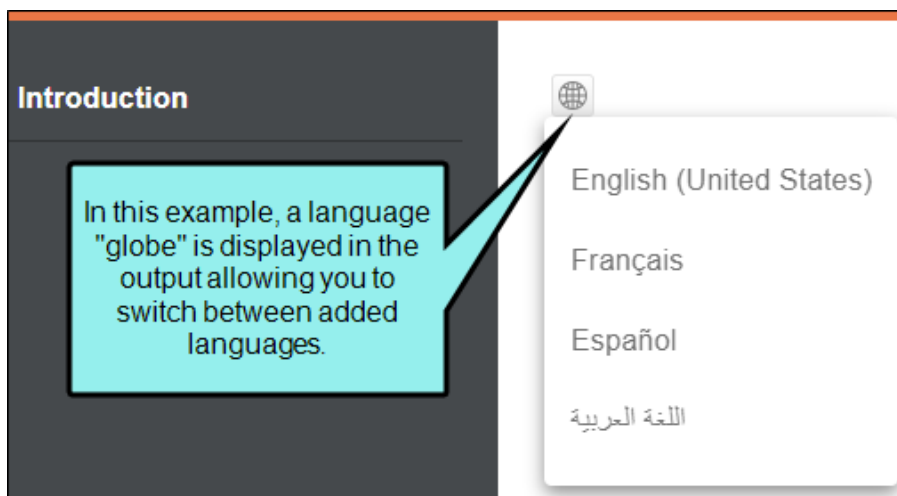 Introduction
In this example, a language
"globe" is displayed in the
output allowing you to
switch between added
languages.
English (United States)
Français
Español
اللغة العربية